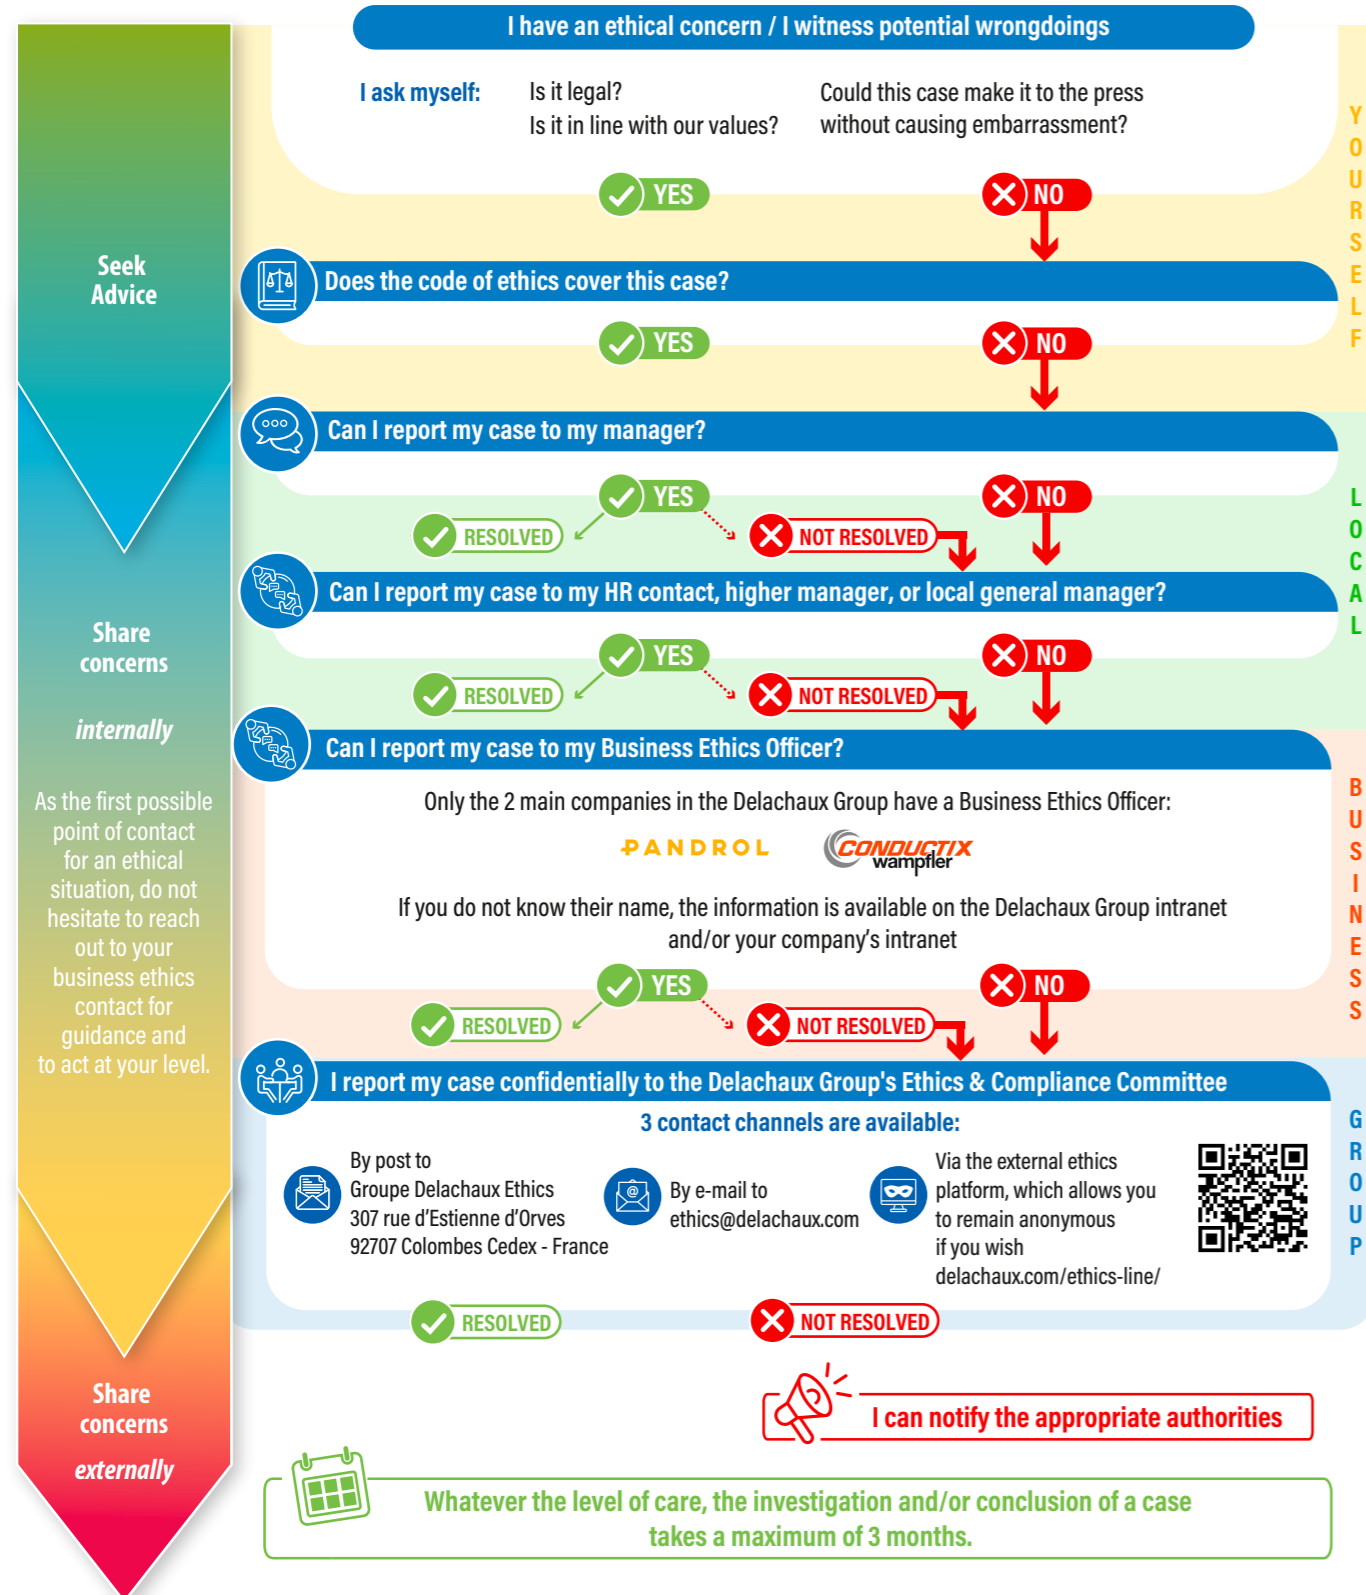 I have an ethical concern / I witness potential wrongdoings
I ask myself:
Is it legal?
Is it in line with our values?
Could this case make it to the press
without causing embarrassment?
YES
NO
Seek
Advice
Does the code of ethics cover this case?
YES
NO
YOURSELF
Can I report my case to my manager?
YES
NO
RESOLVED
NOT RESOLVED
Can I report my case to my HR contact, higher manager, or local general manager?
YES
NO
RESOLVED
NOT RESOLVED
LOCAL
Share
concerns
internally
As the first possible
point of contact
for an ethical
situation, do not
hesitate to reach
out to your
business ethics
contact for
guidance and
to act at your level.
Can I report my case to my Business Ethics Officer?
Only the 2 main companies in the Delachaux Group have a Business Ethics Officer:
PANDROL
CONDUCTIX
wampfler
If you do not know their name, the information is available on the Delachaux Group intranet
and/or your company's intranet
YES
NO
RESOLVED
NOT RESOLVED
BUSINESS
I report my case confidentially to the Delachaux Group's Ethics & Compliance Committee
3 contact channels are available:
By post to
Groupe Delachaux Ethics
307 rue d'Estienne d'Orves
92707 Colombes Cedex - France
@
By e-mail to
ethics@delachaux.com
Via the external ethics
platform, which allows you
to remain anonymous
if you wish
delachaux.com/ethics-line/
RESOLVED
NOT RESOLVED
GROUP
Share
concerns
externally
I can notify the appropriate authorities
Whatever the level of care, the investigation and/or conclusion of a case
takes a maximum of 3 months.